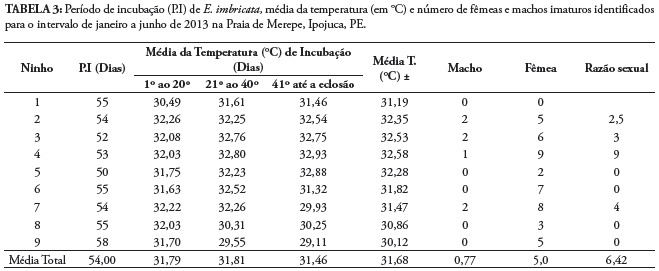 TABELA 3: Período de incubação (P.I) de E. imbricata, média da temperatura (em ºC) e número de fêmeas e machos imaturos identificados
para o intervalo de janeiro a junho de 2013 na Praia de Merepe, Ipojuca, PE.
Ninho P.I (Dias) Média da Temperatura (ºC) de Incubação (Dias) Média T. (ºC) ± Macho Fêmea Razão sexual
1º ao 20º 21º ao 40º 41º até a eclosão
1 55 30,49 31,61 31,46 31,19 0 0
2 54 32,26 32,25 32,54 32,35 2 5 2,5
3 52 32,08 32,76 32,75 32,53 2 6 3
4 53 32,03 32,80 32,93 32,58 1 9 9
5 50 31,75 32,23 32,88 32,28 0 2 0
6 55 31,63 32,52 31,32 31,82 0 7 0
7 54 32,22 32,26 29,93 31,47 2 8 4
8 55 32,03 30,31 30,25 30,86 0 3 0
9 58 31,70 29,55 29,11 30,12 0 5 0
Média Total 54,00 31,79 31,81 31,46 31,68 0,77 5,0 6,42